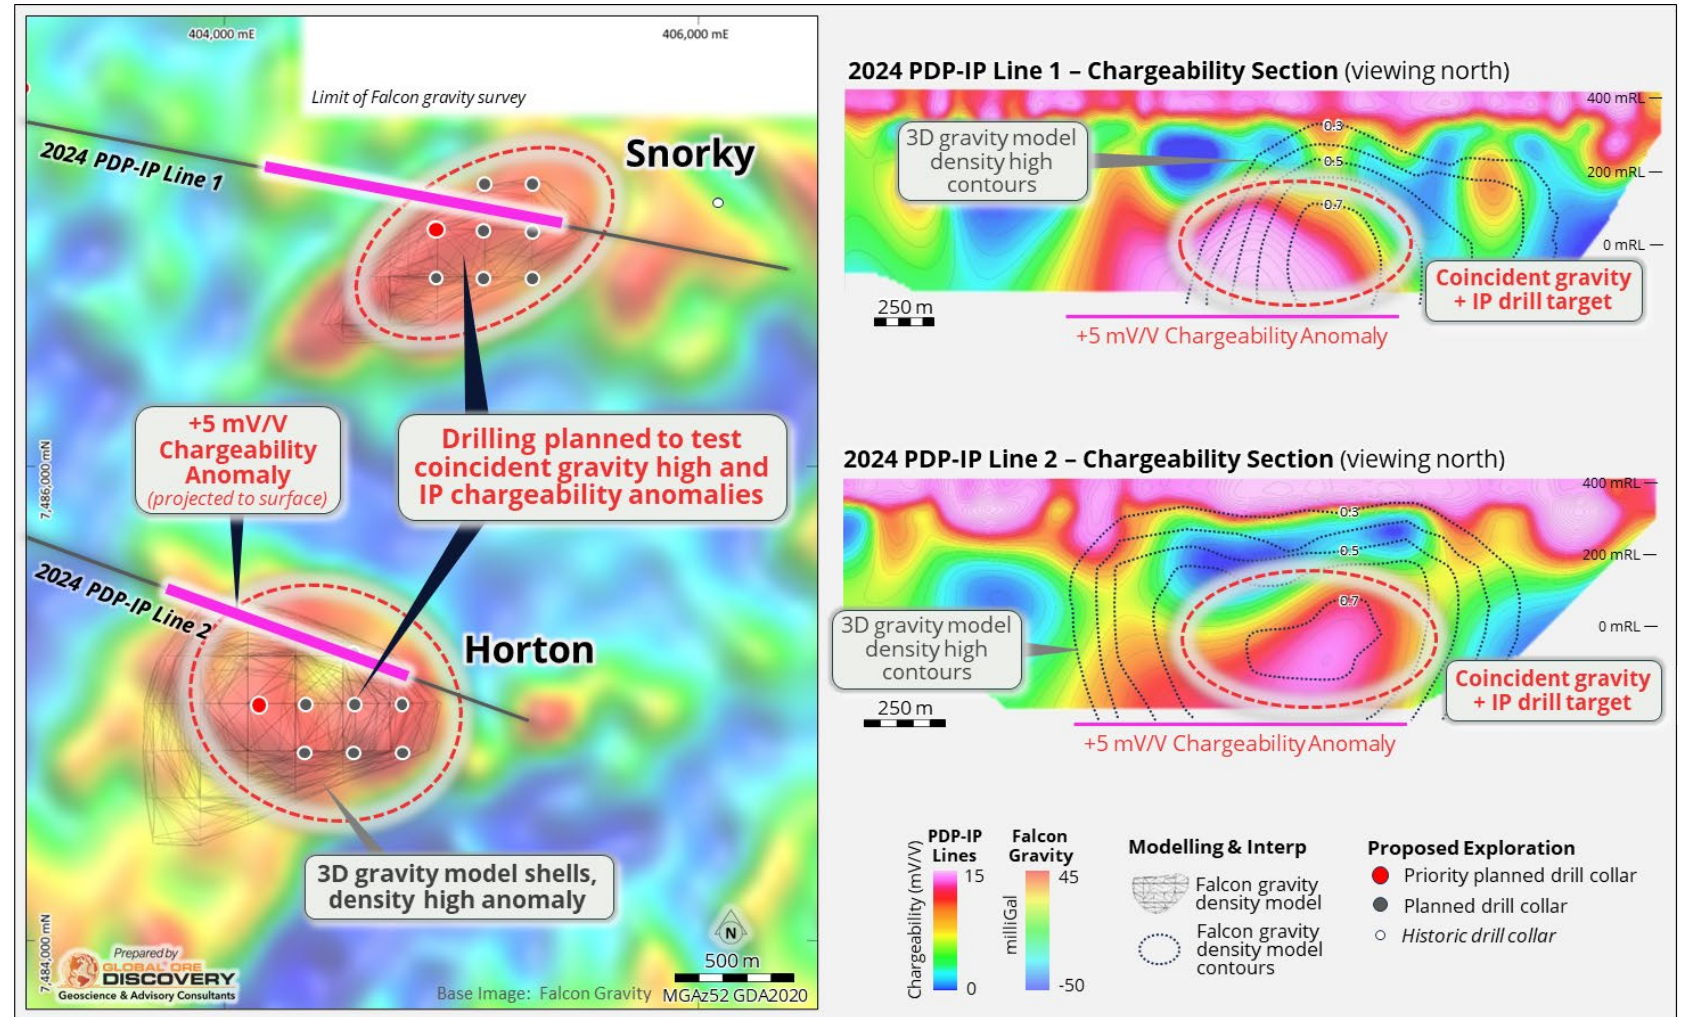 404,000 mE
406,000 mE
Limit of Falcon gravity survey
2024 PDP-IP Line 1
Snorky
+5 mV/V
Chargeability
Anomaly
(projected to surface)
Drilling planned to test
coincident gravity high and
IP chargeability anomalies
7,486,000 mN
2024 PDP-IP Line 2
Horton
3D gravity model shells,
density high anomaly
7,484,000 mN
Prepared by
GLOBAL ORE
DISCOVERY
Geoscience & Advisory Consultants
N
500 m
Base Image: Falcon Gravity
MGAz52 GDA2020
2024 PDP-IP Line 1 – Chargeability Section (viewing north)
400 mRL
3D gravity model
density high
contours
0.3
0.5
0.7
200 mRL
0 mRL
Coincident gravity
+ IP drill target
250 m
+5 mV/V Chargeability Anomaly
2024 PDP-IP Line 2 – Chargeability Section (viewing north)
400 mRL
0.3
0.5
0.7
200 mRL
0 mRL
3D gravity model
density high
contours
Coincident gravity
+ IP drill target
250 m
+5 mV/V Chargeability Anomaly
PDP-IP
Lines
Chargeability (mV/V)
15
0
Falcon
Gravity
milliGal
45
-50
Modelling & Interp
Falcon gravity
density model
Falcon gravity
density model
contours
Proposed Exploration
Priority planned drill collar
Planned drill collar
Historic drill collar